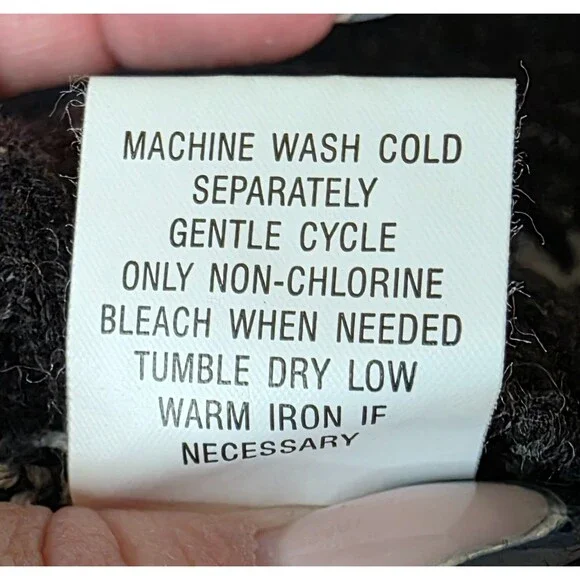 MACHINE WASH COLD
SEPARATELY
GENTLE CYCLE
ONLY NON-CHLORINE
BLEACH WHEN NEEDED
TUMBLE DRY LOW
WARM IRON IF
NECESSARY